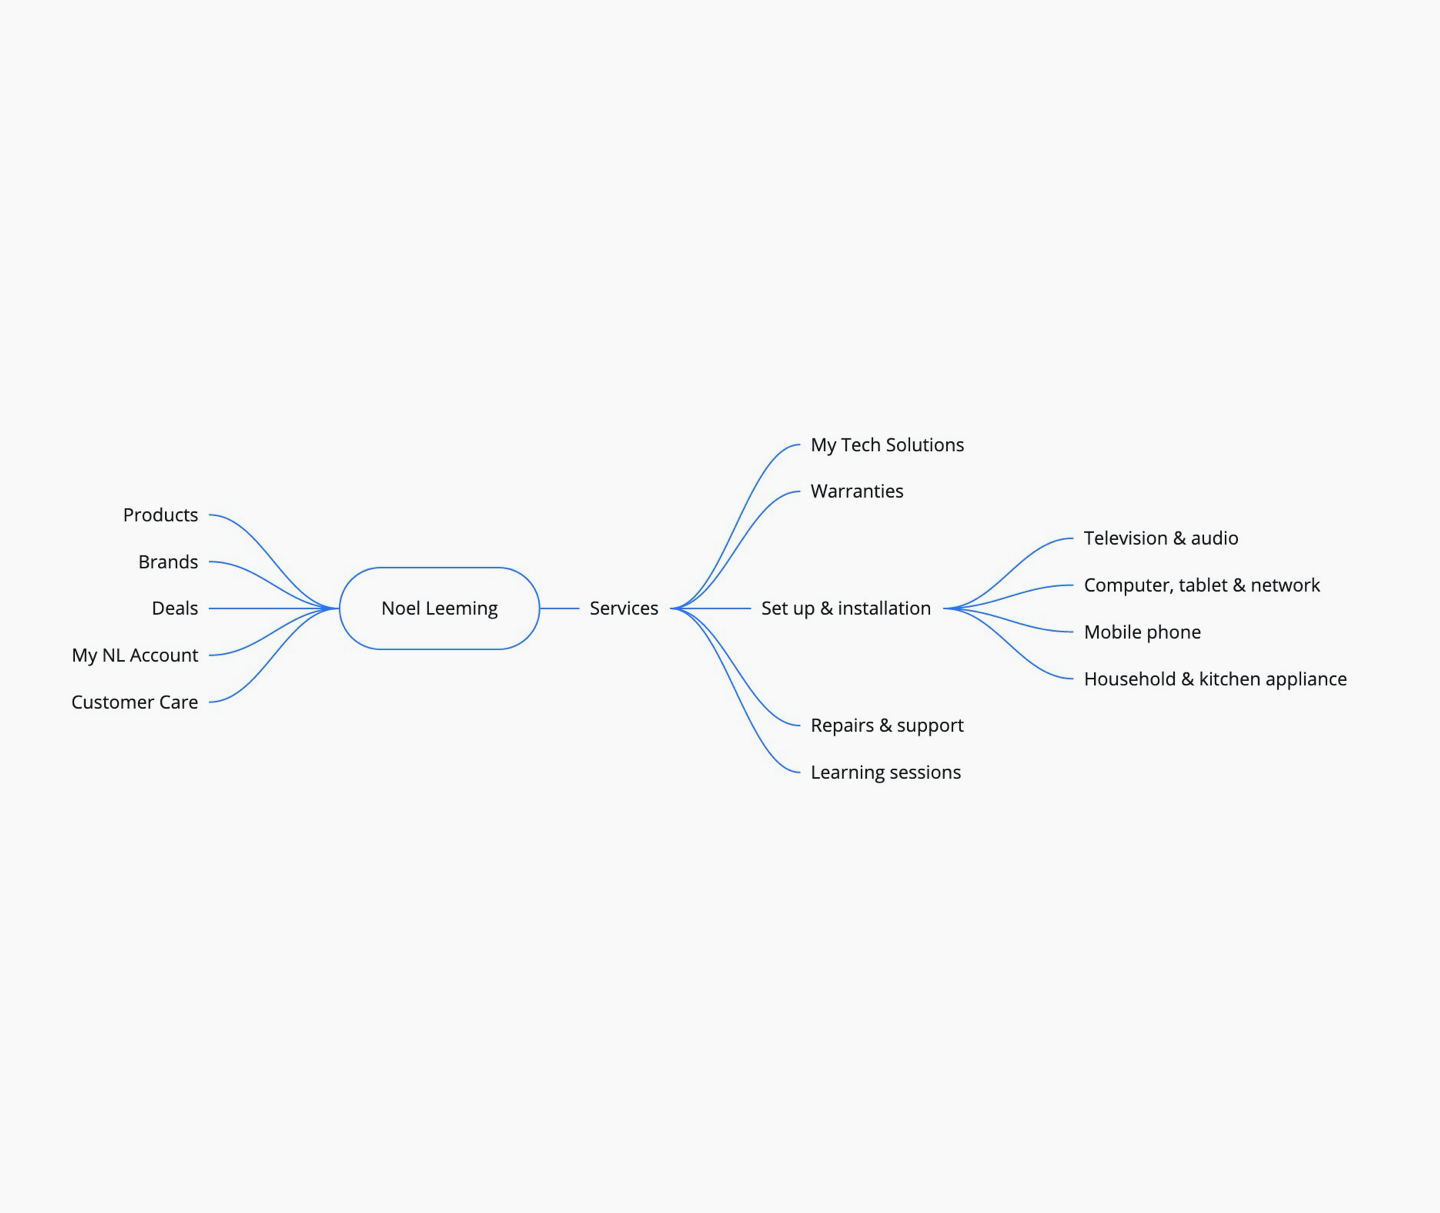 Products
Brands
Deals
My NL Account
Customer Care
Noel Leeming
Services
My Tech Solutions
Warranties
Set up & installation
Television & audio
Computer, tablet & network
Mobile phone
Household & kitchen appliance
Repairs & support
Learning sessions